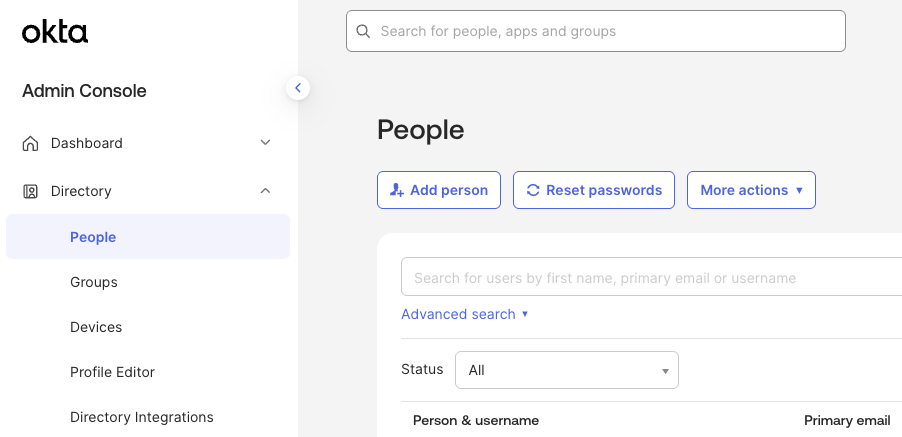 okta
Search for people, apps and groups
Admin Console
People
Dashboard
Add person
Reset passwords
More actions
Directory
People
Search for users by first name, primary email or username
Groups
Advanced search
Devices
Status
All
Profile Editor
Directory Integrations
Person & username
Primary email